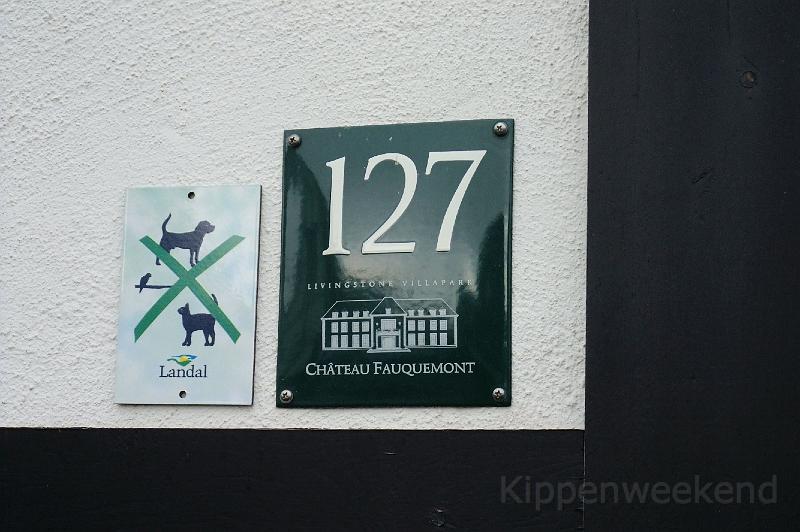 127
LIVINGSTONE VILLAPARK
CHÂTEAU FAUQUEMONT
Landal
Kippenweekend